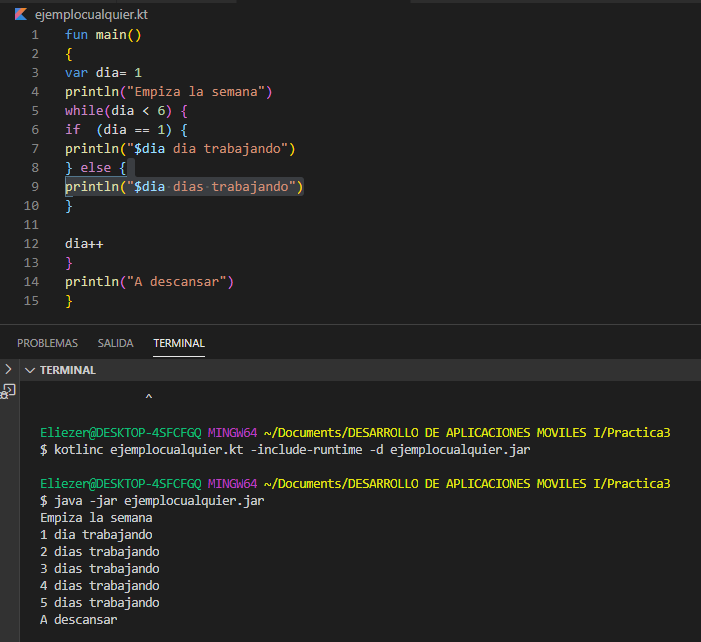 ejemplocualquier.kt
1 fun main()
2 {
3 var dia= 1
4 println("Empiza la semana")
5 while(dia < 6) {
6 if  (dia == 1) {
7 println("$dia dia trabajando")
8 } else {
9 println("$dia dias trabajando")
10 }
11
12 dia++
13 }
14 println("A descansar")
15 }
PROBLEMAS SALIDA TERMINAL
TERMINAL
^
Eliezer@DESKTOP-4SFCFGQ MINGW64 ~/Documents/DESARROLLO DE APLICACIONES MOVILES I/Practica3
$ kotlinc ejemplocualquier.kt -include-runtime -d ejemplocualquier.jar
Eliezer@DESKTOP-4SFCFGQ MINGW64 ~/Documents/DESARROLLO DE APLICACIONES MOVILES I/Practica3
$ java -jar ejemplocualquier.jar
Empiza la semana
1 dia trabajando
2 dias trabajando
3 dias trabajando
4 dias trabajando
5 dias trabajando
A descansar